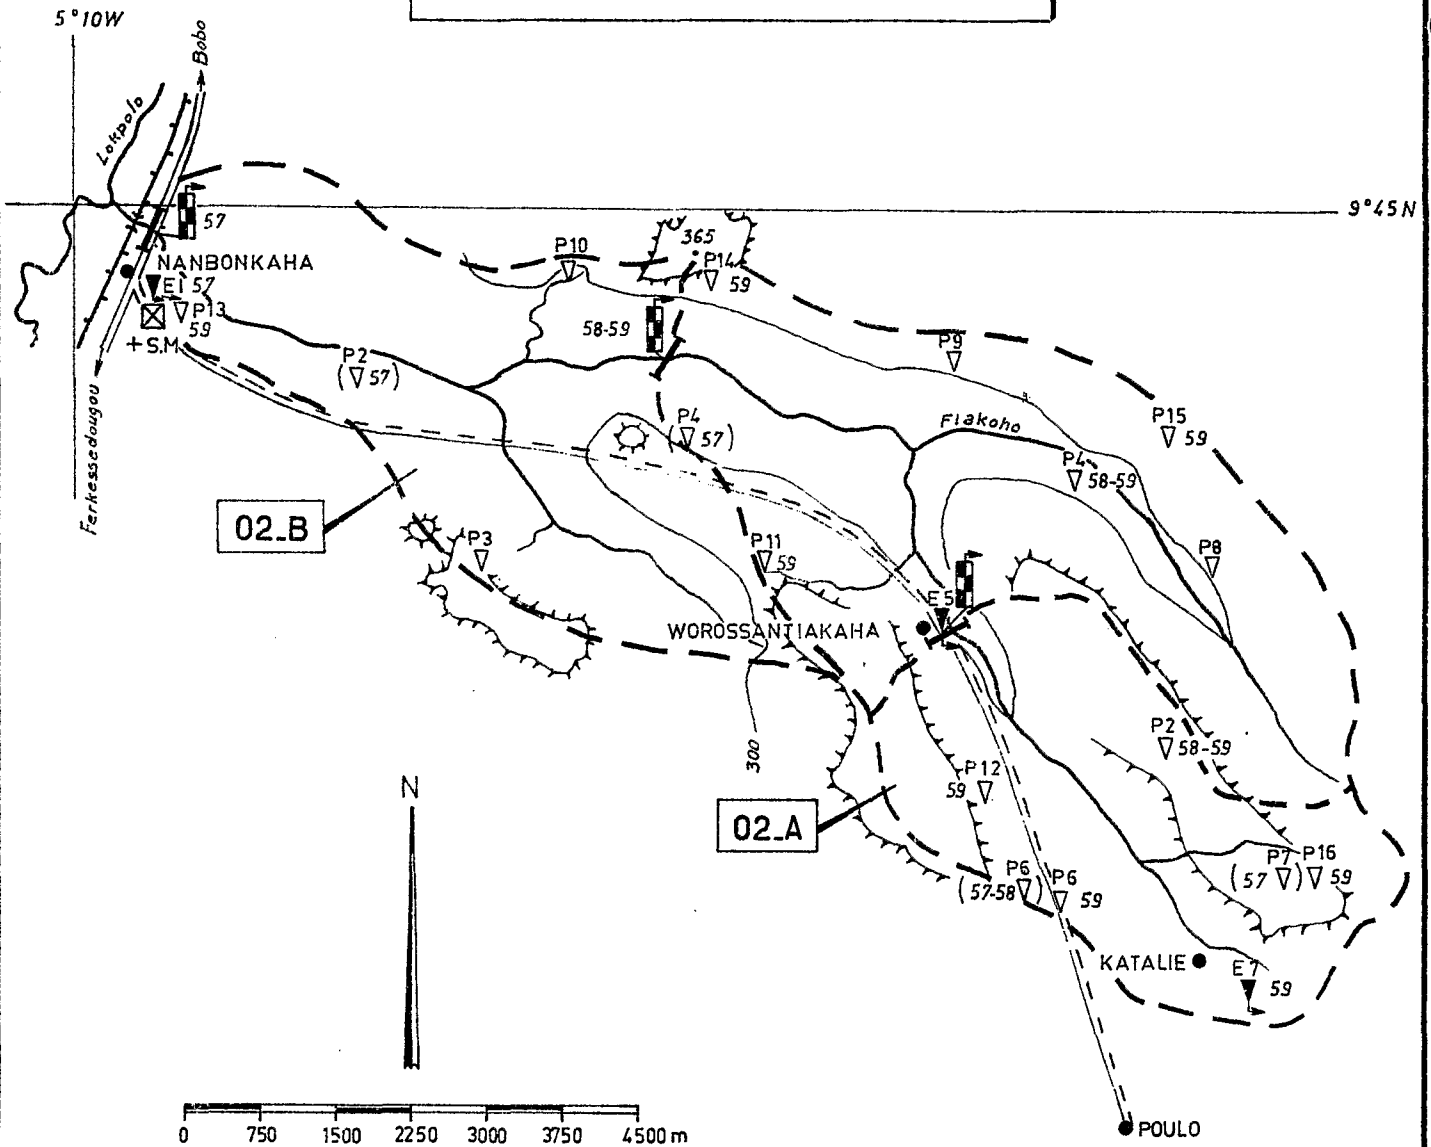 5°10W
Bobo
Lokpolo
57
9°45N
NANBONKAHA
E1 57
P13
59
+ S.M
Ferkessedougou
P10
365
P14
59
58-59
P2
(57)
P9
P15
59
P4
(57)
Flakoho
P4
58-59
02_B
P3
P11
59
P8
E5
WOROSSANTIAKAHA
300
P2
58-59
P12
59
02_A
N
P6
(57-58)
P6
59
P7
(57)
P16
59
KATALIE
E7
59
POULO
0 750 1500 2250 3000 3750 4500 m